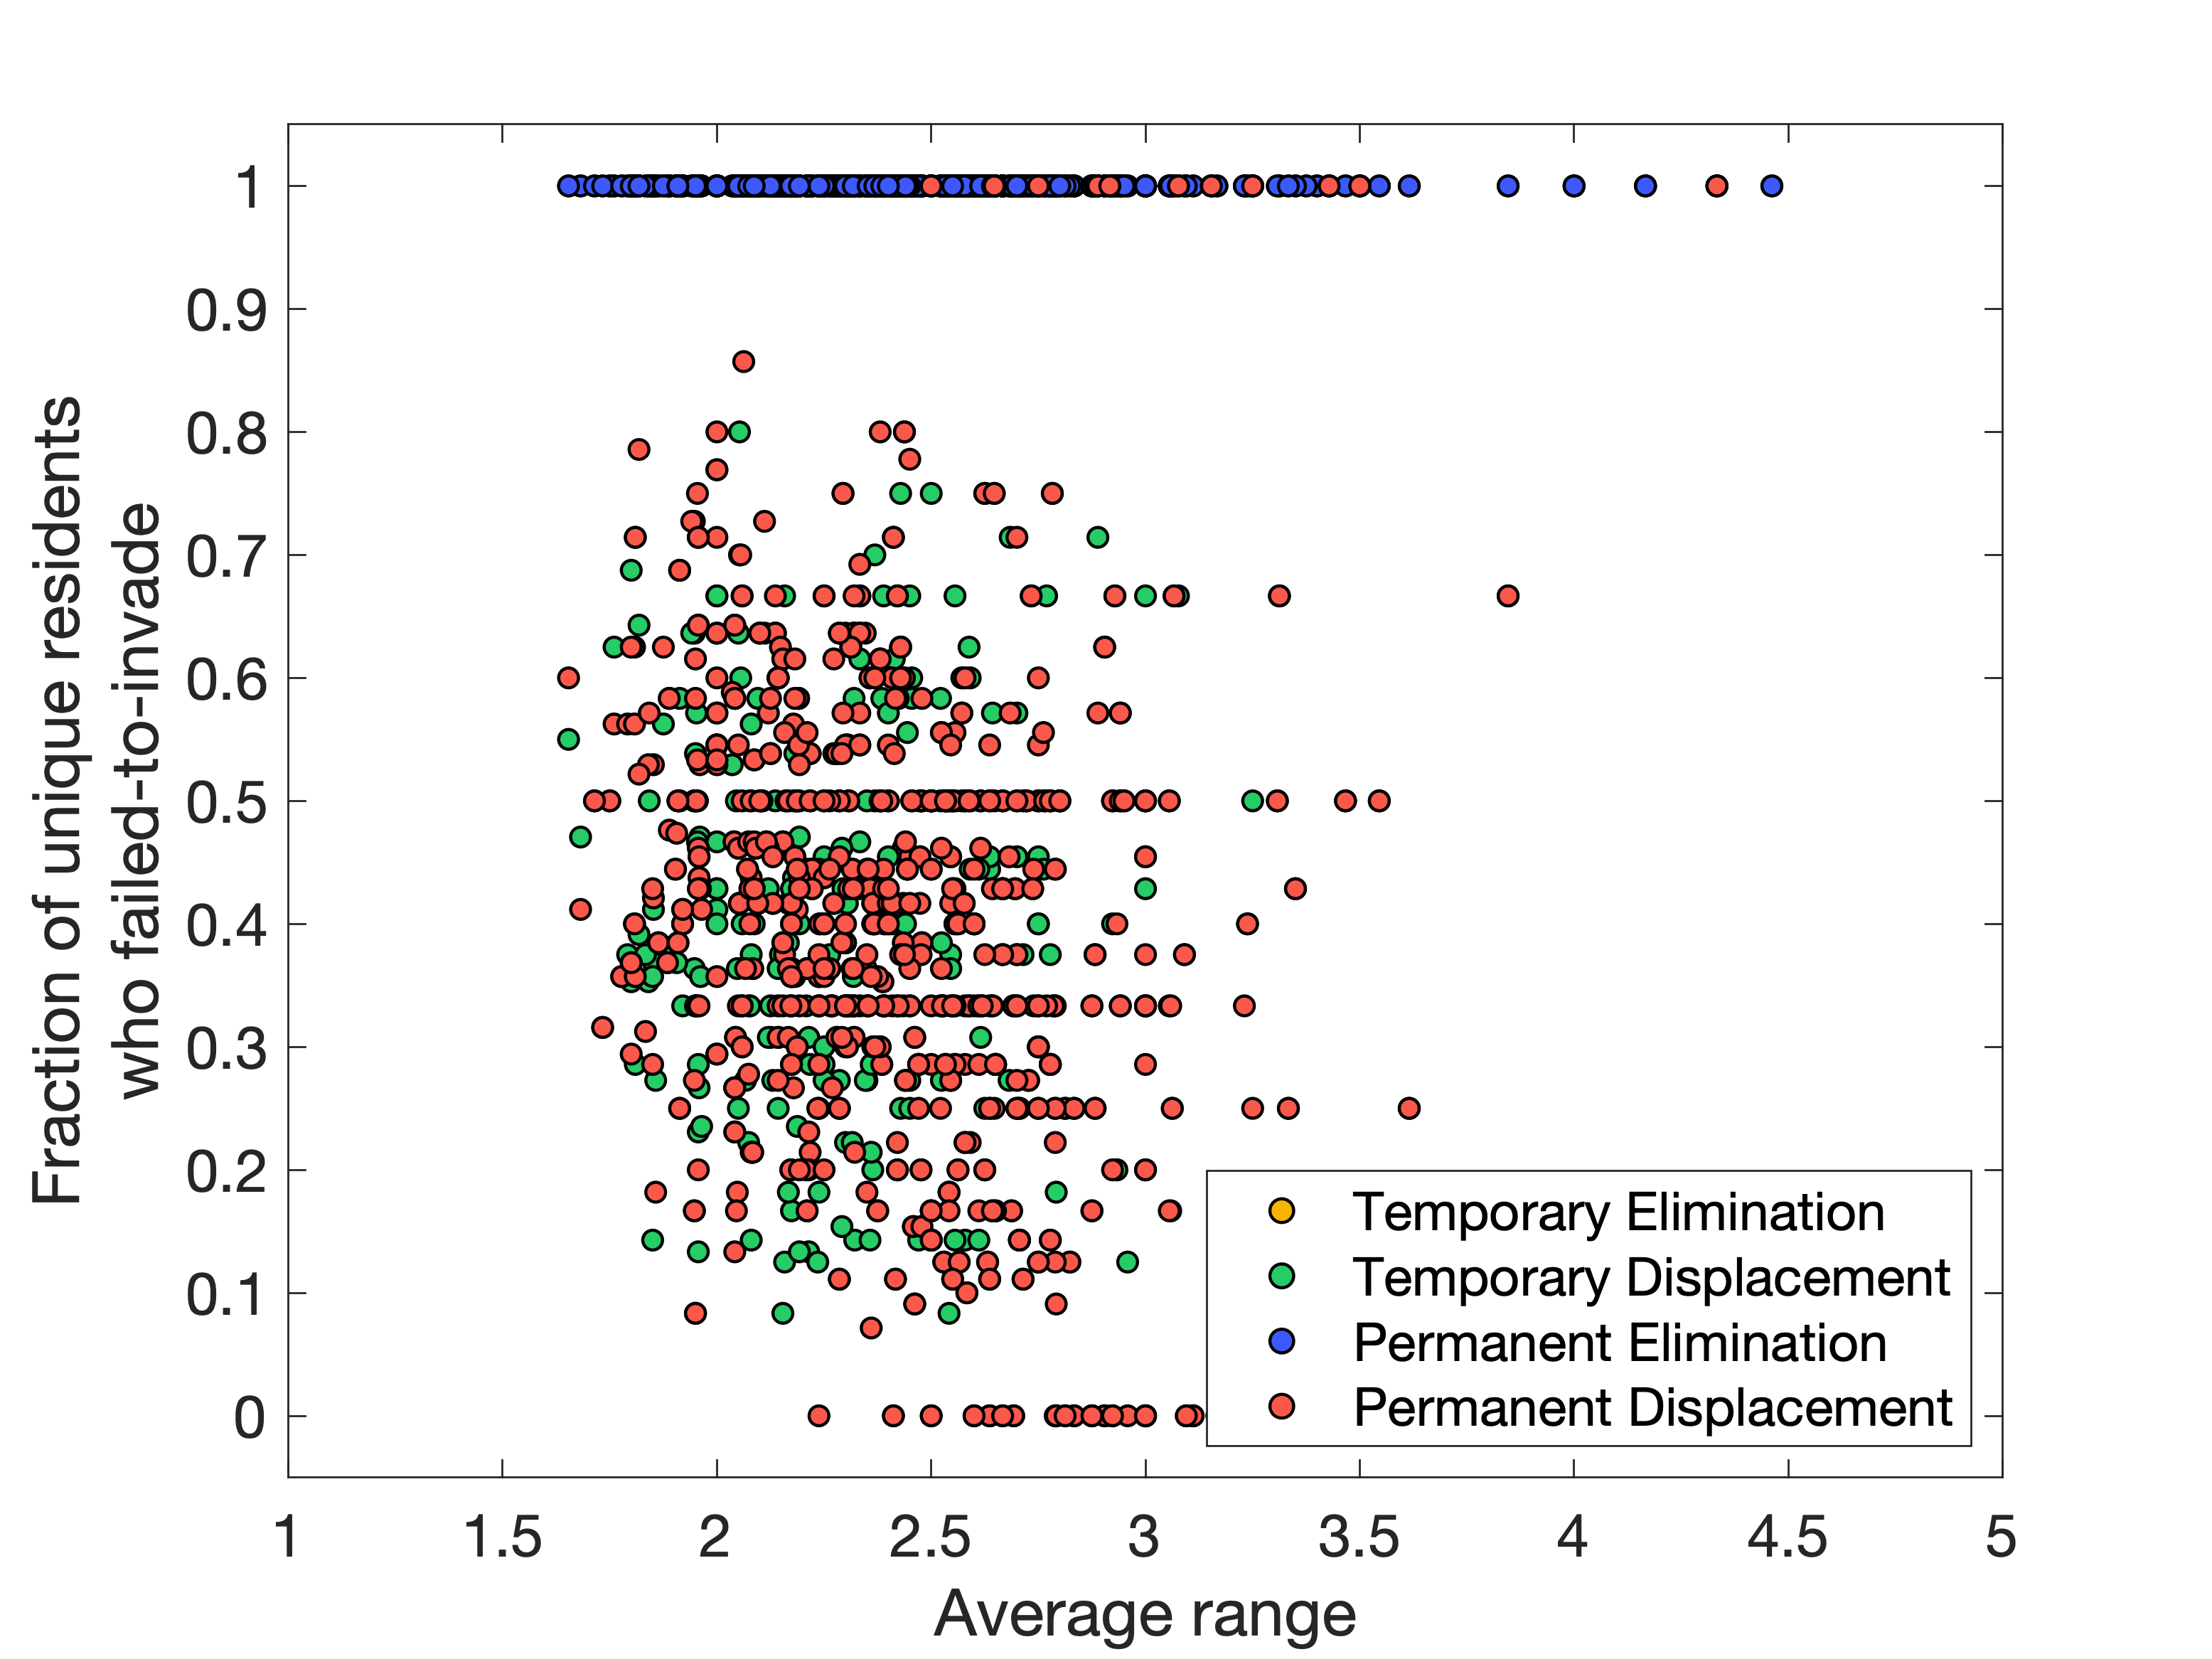 Fraction of unique residents
who failed-to-invade
1
0.9
0.8
0.7
0.6
0.5
0.4
0.3
0.2
0.1
0
Temporary Elimination
Temporary Displacement
Permanent Elimination
Permanent Displacement
1 1.5 2 2.5 3 3.5 4 4.5 5
Average range